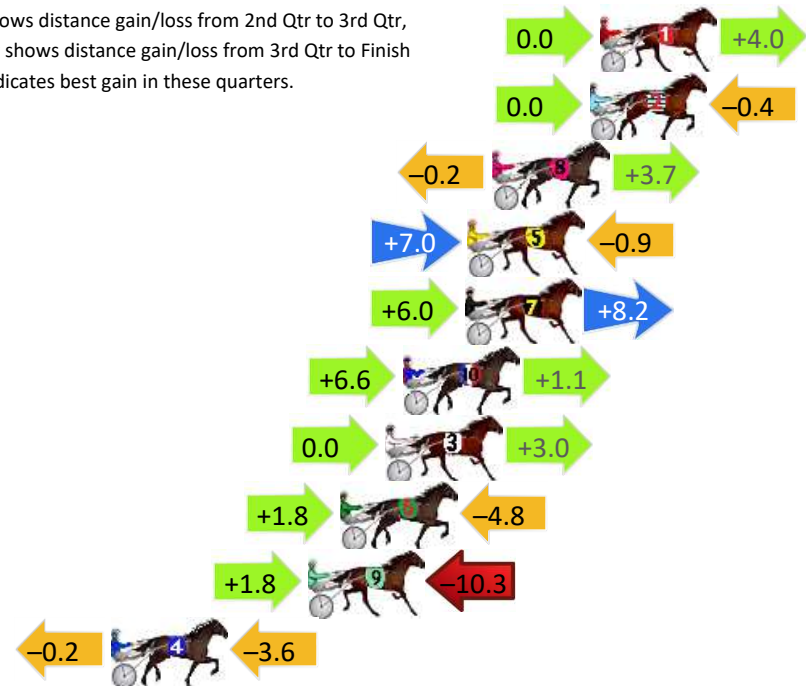 ows distance gain/loss from 2nd Qtr to 3rd Qtr,
shows distance gain/loss from 3rd Qtr to Finish
dicates best gain in these quarters.
0.0 1 +4.0
0.0 2 –0.4
–0.2 8 +3.7
+7.0 5 –0.9
+6.0 7 +8.2
+6.6 10 +1.1
0.0 3 +3.0
+1.8 6 –4.8
+1.8 9 –10.3
–0.2 4 –3.6